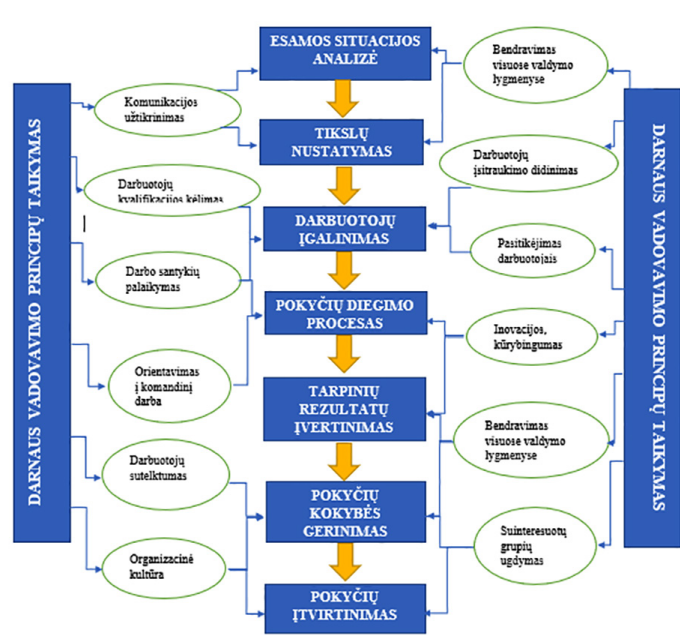 DARNAUS VADOVAVIMO PRINCIPŲ TAIKYMAS
Komunikacijos
užtikrinimas
Darbuotojų
kvalifikacijos kėlimas
Darbo santykių
palaikymas
Orientavimas
į komandinį
darba
Darbuotojų
sutelktumas
Organizacinė
kultūra
ESAMOS SITUACIJOS
ANALIZĖ
TIKSLŲ
NUSTATYMAS
DARBUOTOJŲ
ĮGALINIMAS
POKYČIŲ DIEGIMO
PROCESAS
TARPINIŲ
REZULTATŲ
ĮVERTINIMAS
POKYČIŲ
KOKYBĖS
GERINIMAS
POKYČIŲ
ĮTVIRTINIMAS
Bendravimas
visuose valdymo
lygmenyse
Darbuotojų
įsitraukimo didinimas
Pasitikėjimas
darbuotojais
Inovacijos,
kūrybingumas
Bendravimas
visuose valdymo
lygmenyse
Suinteresuotų
grupių
ugdymas
DARNAUS VADOVAVIMO PRINCIPŲ TAIKYMAS